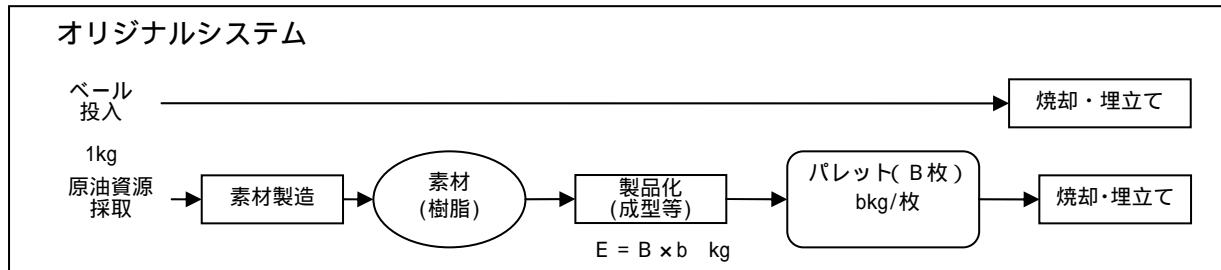 オリジナルシステム
ベール
投入
焼却・埋立て
1kg
原油資源
採取
素材製造
素材
(樹脂)
製品化
(成型等)
パレット( B枚 )
bkg/枚
焼却･埋立て
E = B × b kg